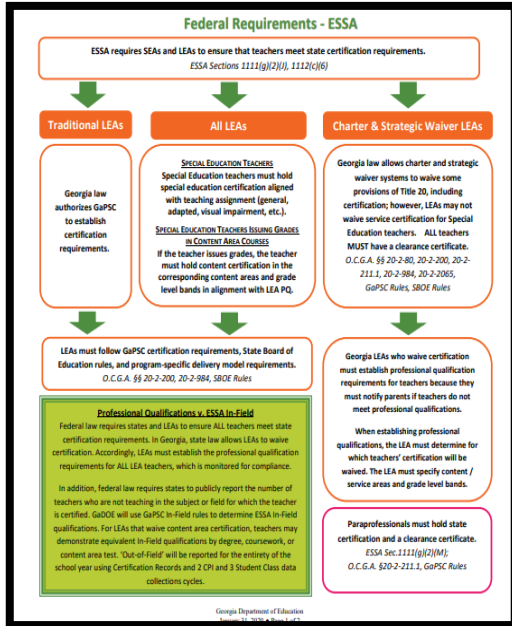 Federal Requirements - ESSA
ESSA requires SEAs and LEAs to ensure that teachers meet state certification requirements.
ESSA Sections 1111(g)(2)(J), 1112(c)(6)
Traditional LEAs
All LEAs
Charter & Strategic Waiver LEAs
Georgia law
authorizes GaPSC
to establish
certification
requirements.
SPECIAL EDUCATION TEACHERS
Special Education teachers must hold
special education certification aligned
with teaching assignment (general,
adapted, visual impairment, etc.).
SPECIAL EDUCATION TEACHERS ISSUING GRADES
IN CONTENT AREA COURSES
If the teacher issues grades, the teacher
must hold content certification in the
corresponding content areas and grade
level bands in alignment with LEA PQ.
Georgia law allows charter and strategic
waiver systems to waive some
provisions of Title 20, including
certification; however, LEAs may not
waive service certification for Special
Education teachers. ALL teachers
MUST have a clearance certificate.
O.C.G.A. §§ 20-2-80, 20-2-200, 20-2-
211.1, 20-2-984, 20-2-2065,
GaPSC Rules, SBOE Rules
LEAs must follow GaPSC certification requirements, State Board of
Education rules, and program-specific delivery model requirements.
O.C.G.A. §§ 20-2-200, 20-2-984, SBOE Rules
Georgia LEAs who waive certification
must establish professional qualification
requirements for teachers because they
must notify parents if teachers do not
meet professional qualifications.
When establishing professional
qualifications, the LEA must determine for
which teachers' certification will be
waived. The LEA must specify content /
service areas and grade level bands.
Professional Qualifications v. ESSA In-Field
Federal law requires states and LEAs to ensure ALL teachers meet state
certification requirements. In Georgia, state law allows LEAs to waive
certification. Accordingly, LEAs must establish the professional qualification
requirements for ALL LEA teachers, which is monitored for compliance.
In addition, federal law requires states to publicly report the number of
teachers who are not teaching in the subject or field for which the teacher
is certified. GaDOE will use GaPSC In-Field rules to determine ESSA In-Field
qualifications. For LEAs that waive content area certification, teachers may
demonstrate equivalent In-Field qualifications by degree, coursework, or
content area test. 'Out-of-Field' will be reported for the entirety of the
school year using Certification Records and 2 CPI and 3 Student Class data
collections cycles.
Paraprofessionals must hold state
certification and a clearance certificate.
ESSA Sec.1111(g)(2)(M);
O.C.G.A. §20-2-211.1, GaPSC Rules
Georgia Department of Education
January 31, 2020 • Page 1 of 2